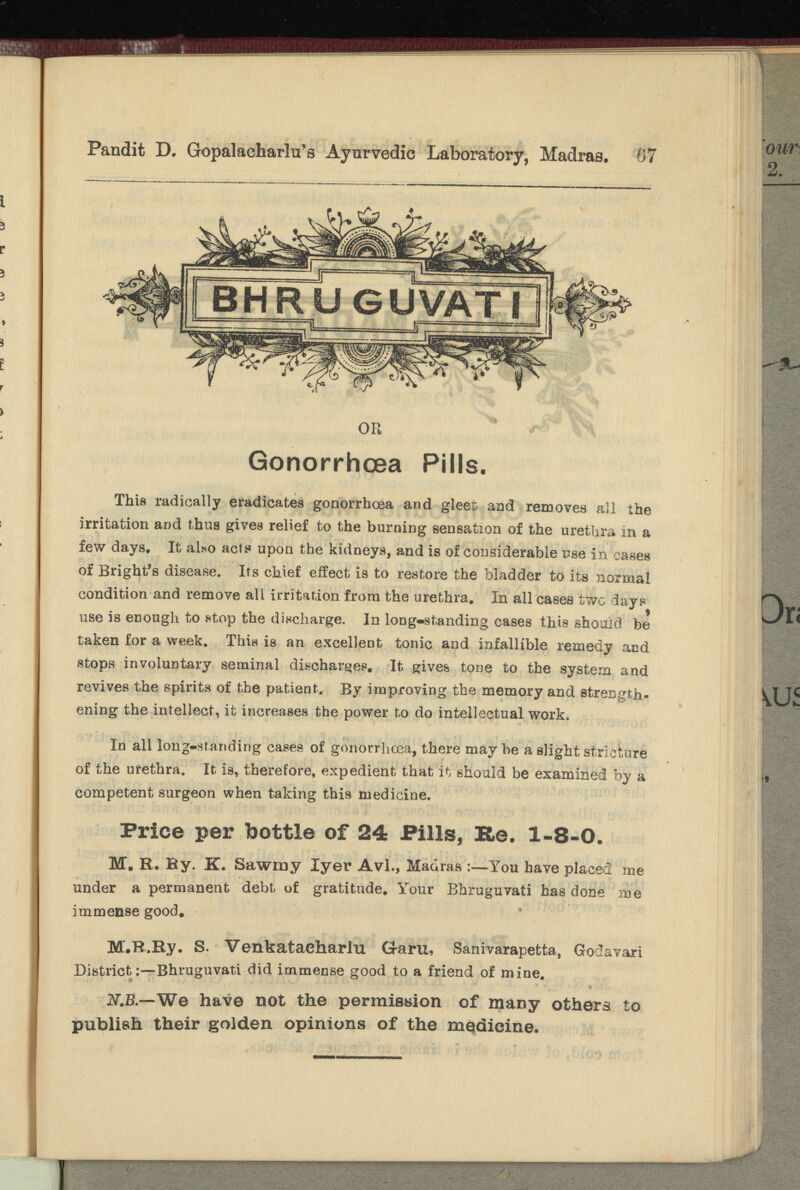 Pandit D. Gopalacharlu's Ayurvedic Laboratory, Madras. 67
BHRUGUVATI
OR
Gonorrhœa Pills.
This radically eradicates gonorrhœa and gleet and removes all the
irritation and thus gives relief to the burning sensation of the urethra in a
few days. It also acts upon the kidneys, and is of considerable use in cases
of Bright's disease. Its chief effect is to restore the bladder to its normal
condition and remove all irritation from the urethra. In all cases two days'
use is enough to stop the discharge. In long-standing cases this should be
taken for a week. This is an excellent tonic and infallible remedy and
stops involuntary seminal discharges. It gives tone to the system and
revives the spirits of the patient. By improving the memory and strength-
ening the intellect, it increases the power to do intellectual work.
In all long-standing cases of gonorrhœa, there may be a slight stricture
of the urethra. It is, therefore, expedient that it should be examined by a
competent surgeon when taking this medicine.
Price per bottle of 24 Pills, Re. 1-8-0.
M. R. Ry. K. Sawmy Iyer Avl., Madras :—You have placed me
under a permanent debt of gratitude. Your Bhruguvati has done me
immense good.
M.R.Ry. S. Venkatacharlu Garu, Sanivarapetta, Godavari
District :—Bhruguvati did immense good to a friend of mine.
N.B.—We have not the permission of many others to
publish their golden opinions of the medicine.
our
2.